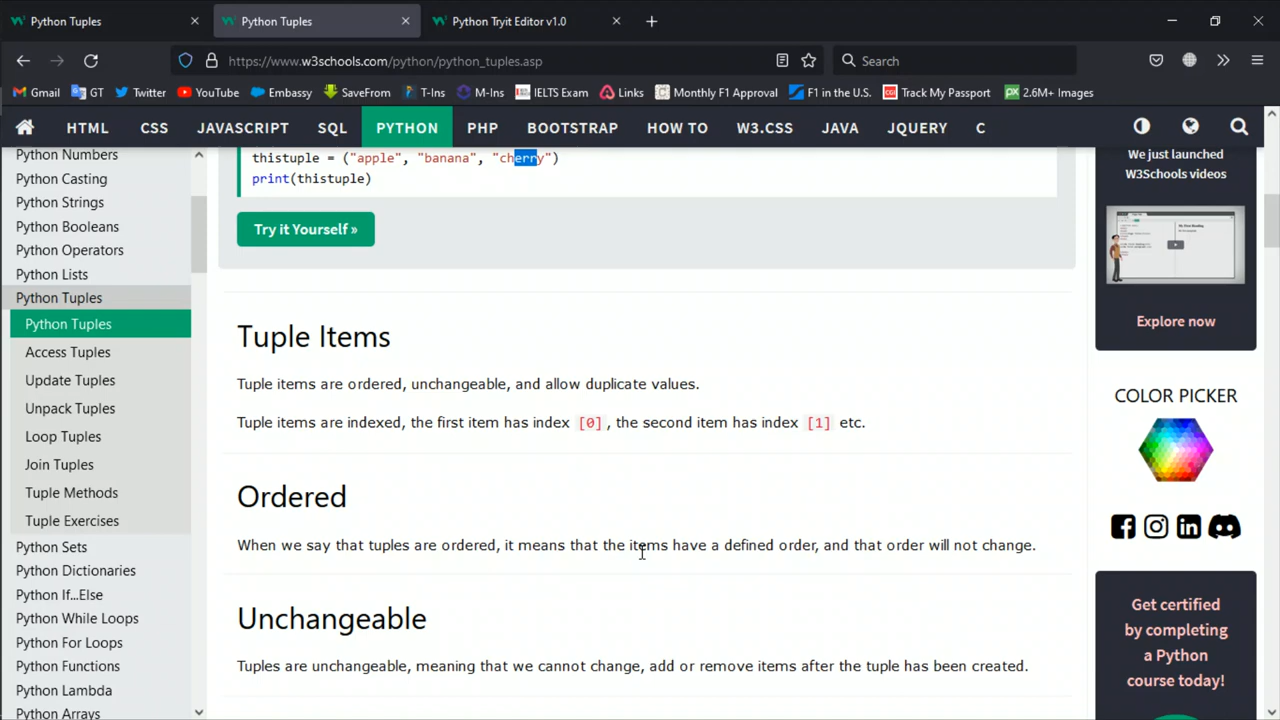 Python Tuples
Python Tuples
Python Tryit Editor v1.0
https://www.w3schools.com/python/python_tuples.asp
Search
Gmail
GT
Twitter
YouTube
Embassy
SaveFrom
T-Ins
M-Ins
IELTS Exam
Links
Monthly F1 Approval
F1 in the U.S.
Track My Passport
2.6M+ Images
HTML
CSS
JAVASCRIPT
SQL
PYTHON
PHP
BOOTSTRAP
HOW TO
W3.CSS
JAVA
JQUERY
C
Python Numbers
Python Casting
Python Strings
Python Booleans
Python Operators
Python Lists
Python Tuples
Python Tuples
Access Tuples
Update Tuples
Unpack Tuples
Loop Tuples
Join Tuples
Tuple Methods
Tuple Exercises
Python Sets
Python Dictionaries
Python If...Else
Python While Loops
Python For Loops
Python Functions
Python Lambda
Python Arrays
thistuple = ("apple", "banana", "cherry")
print(thistuple)
Try it Yourself »
Tuple Items
Tuple items are ordered, unchangeable, and allow duplicate values.
Tuple items are indexed, the first item has index [0], the second item has index [1] etc.
Ordered
When we say that tuples are ordered, it means that the items have a defined order, and that order will not change.
Unchangeable
Tuples are unchangeable, meaning that we cannot change, add or remove items after the tuple has been created.
We just launched
W3Schools videos
Explore now
COLOR PICKER
Get certified
by completing
a Python
course today!